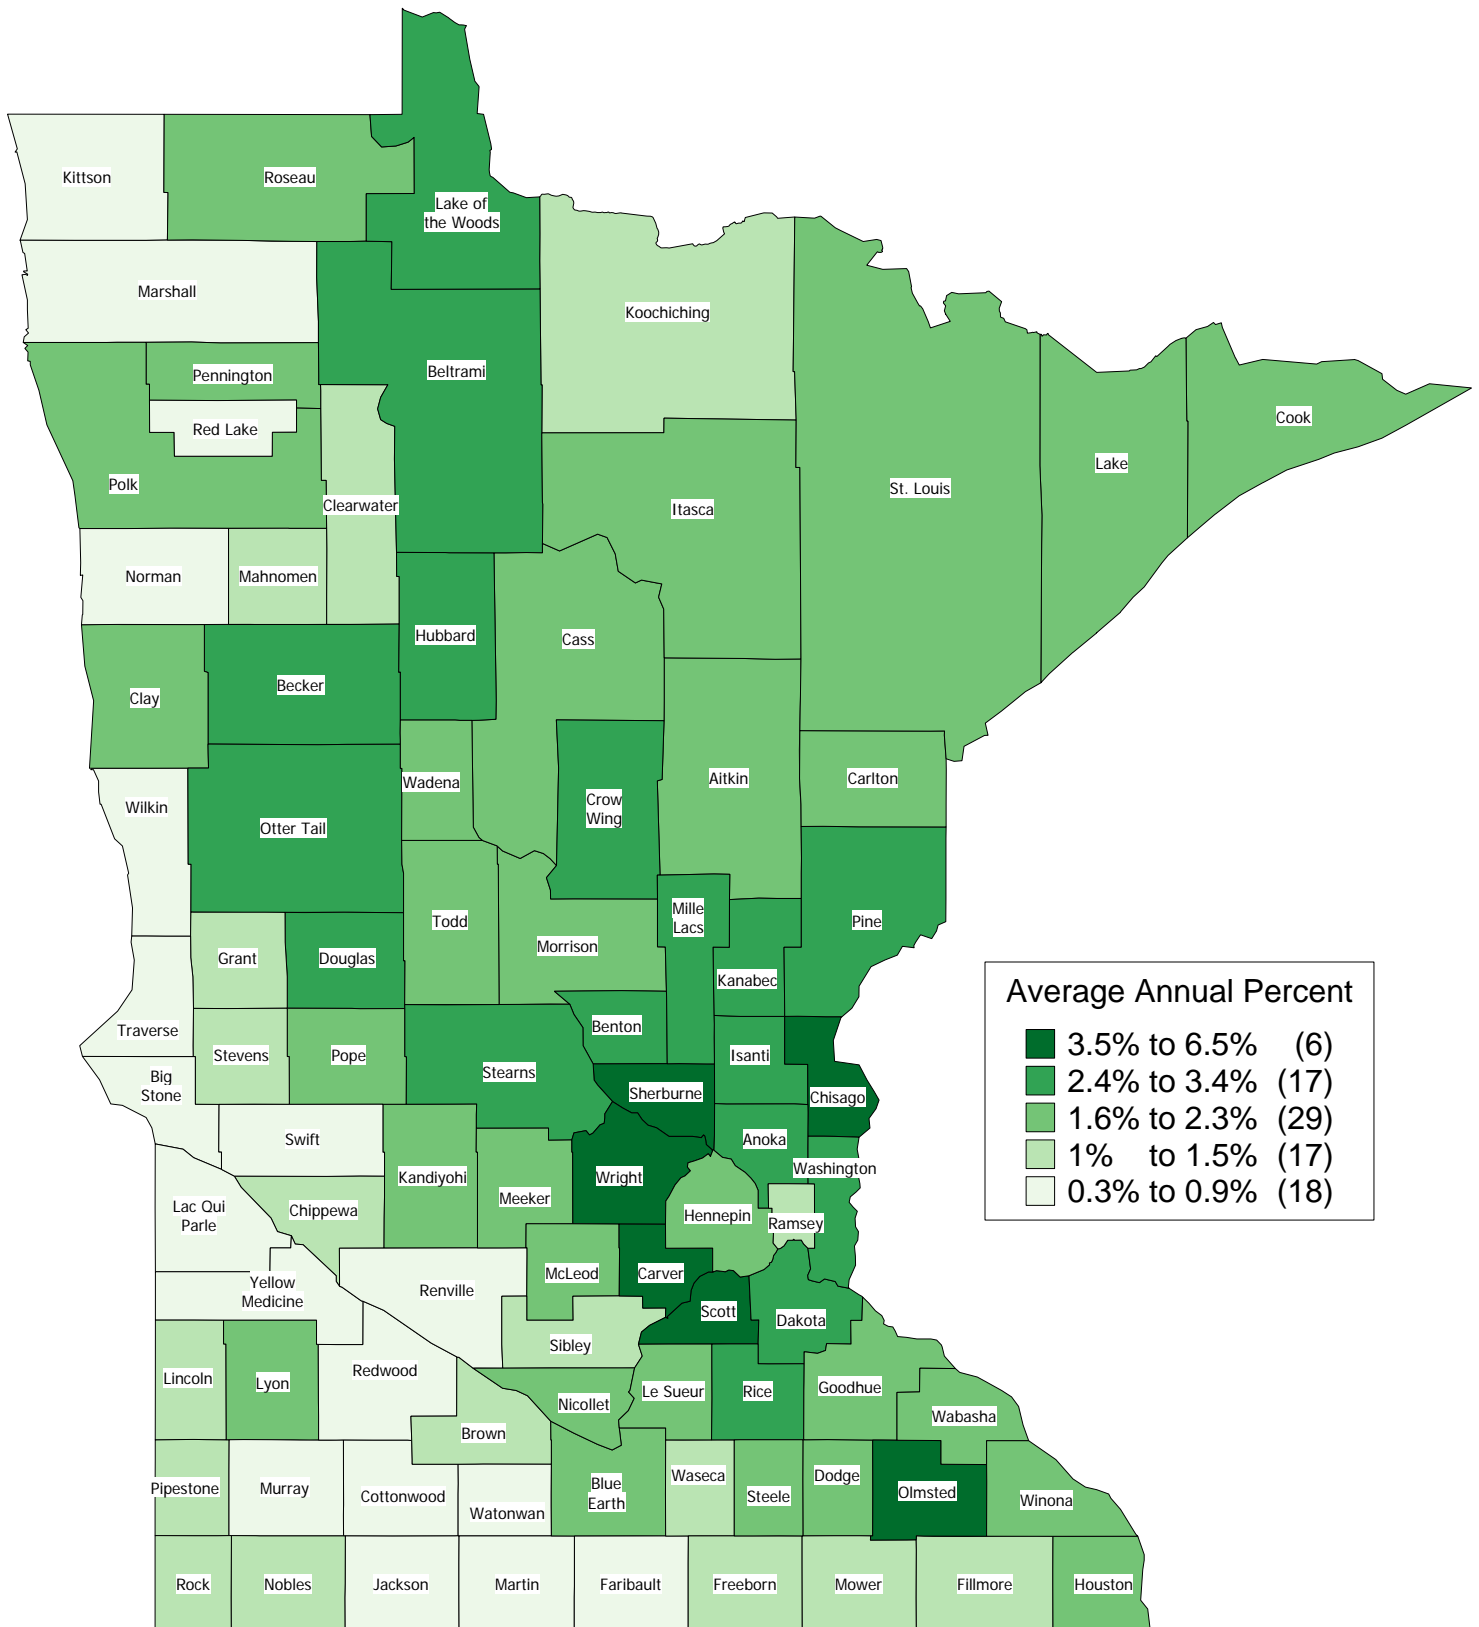 Kittson
Roseau
Lake of
the Woods
Marshall
Koochiching
Beltrami
Pennington
Cook
Red Lake
Lake
Polk
St. Louis
Clearwater
Itasca
Norman
Mahnomen
Hubbard
Cass
Becker
Clay
Wadena
Aitkin
Carlton
Wilkin
Crow
Wing
Otter Tail
Mille
Lacs
Todd
Pine
Morrison
Grant
Douglas
Kanabec
Average Annual Percent
3.5% to 6.5% (6)
2.4% to 3.4% (17)
1.6% to 2.3% (29)
1% to 1.5% (17)
0.3% to 0.9% (18)
Traverse
Benton
Stevens
Pope
Isanti
Stearns
Big
Stone
Sherburne
Chisago
Swift
Anoka
Washington
Kandiyohi
Wright
Meeker
Lac Qui
Parle
Chippewa
Hennepin
Ramsey
McLeod
Carver
Yellow
Medicine
Renville
Scott
Dakota
Sibley
Redwood
Lincoln
Lyon
Le Sueur
Rice
Goodhue
Nicollet
Wabasha
Brown
Waseca
Dodge
Pipestone
Murray
Cottonwood
Blue
Earth
Steele
Olmsted
Winona
Watonwan
Rock
Nobles
Jackson
Martin
Faribault
Freeborn
Mower
Fillmore
Houston